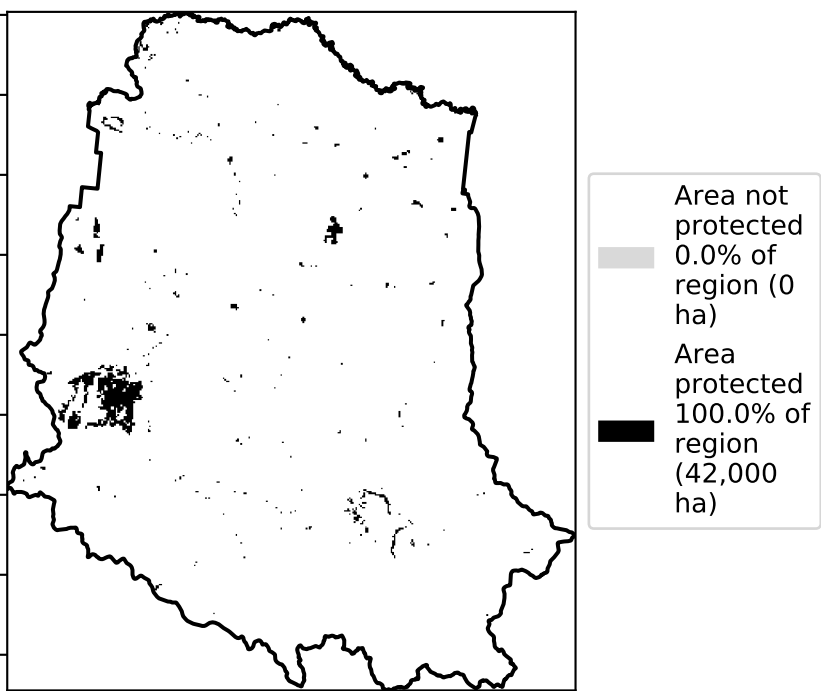 Area not
protected
0.0% of
region (0
ha)
Area
protected
100.0% of
region
(42,000
ha)